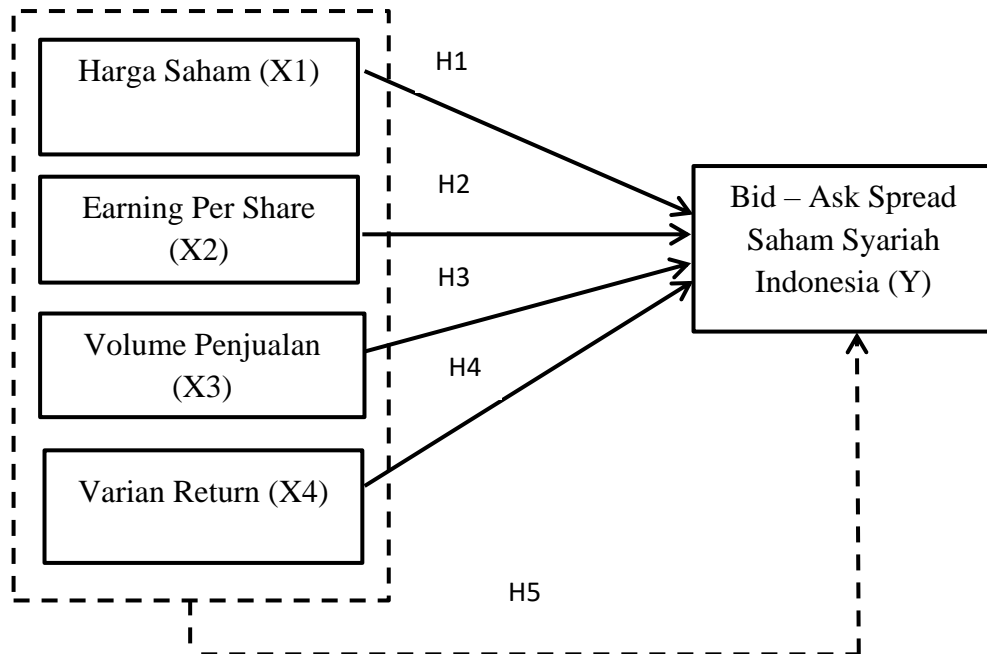 Harga Saham (X1)
Earning Per Share
(X2)
Volume Penjualan
(X3)
Varian Return (X4)
H1
H2
H3
H4
H5
Bid – Ask Spread
Saham Syariah
Indonesia (Y)